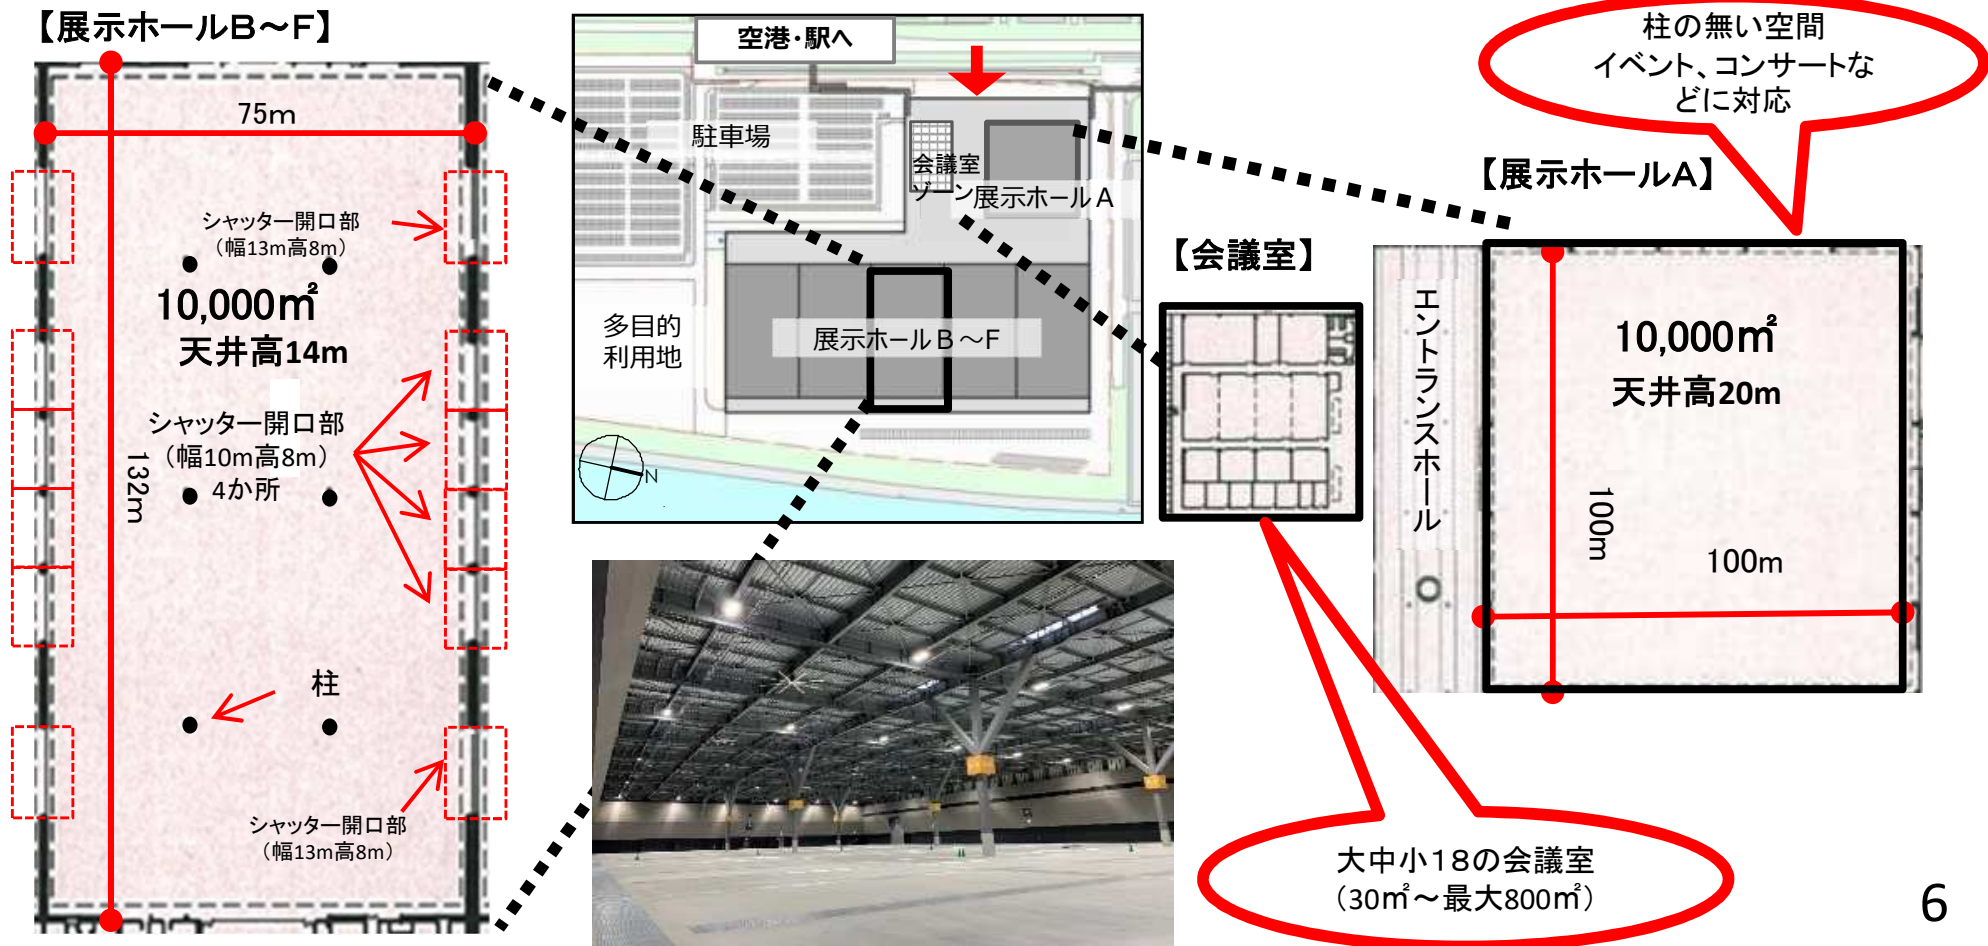 【展示ホールB～F】
75m
シャッター開口部
（幅13m高8m）
10,000㎡
天井高14m
シャッター開口部
（幅10m高8m）
4か所
132m
柱
シャッター開口部
（幅13m高8m）
空港・駅へ
駐車場
会議室
ゾーン
展示ホールA
多目的
利用地
展示ホールB～F
N
【会議室】
大中小18の会議室
（30㎡～最大800㎡）
柱の無い空間
イベント、コンサートな
どに対応
【展示ホールA】
エントランスホール
10,000㎡
天井高20m
100m
100m
6